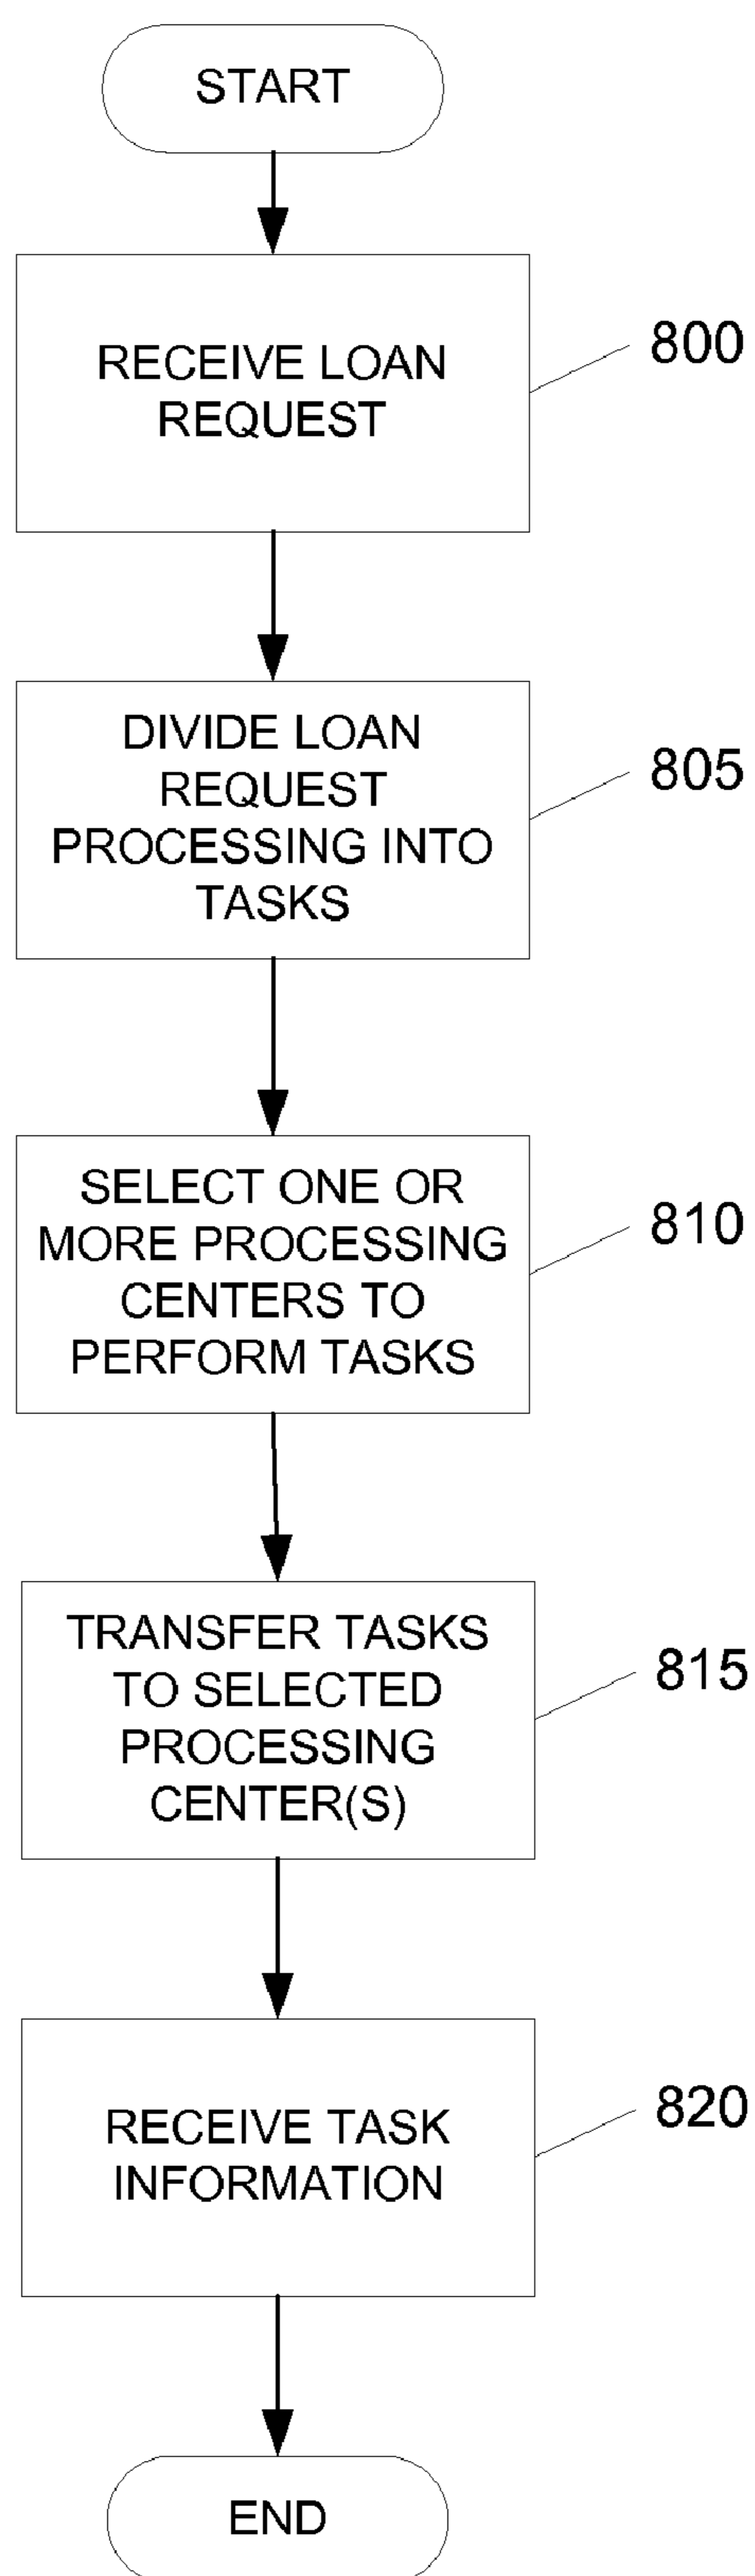 START
RECEIVE LOAN
REQUEST
800
DIVIDE LOAN
REQUEST
PROCESSING INTO
TASKS
805
SELECT ONE OR
MORE PROCESSING
CENTERS TO
PERFORM TASKS
810
TRANSFER TASKS
TO SELECTED
PROCESSING
CENTER(S)
815
RECEIVE TASK
INFORMATION
820
END